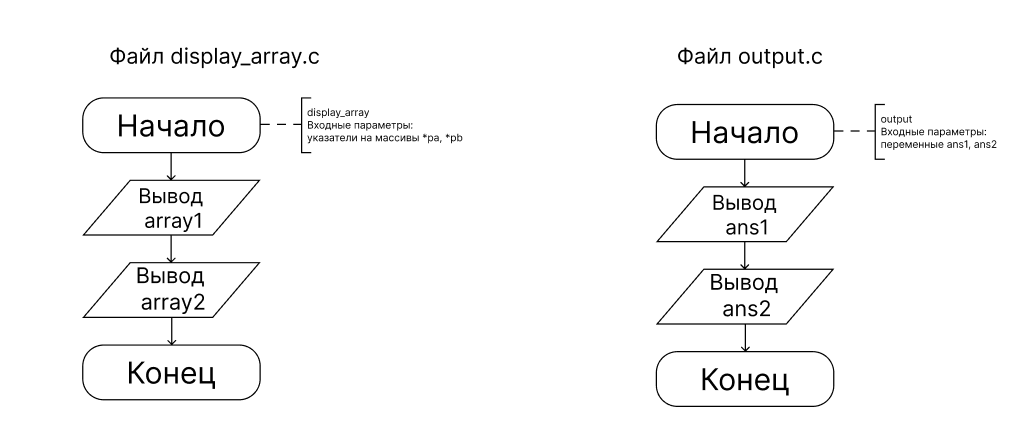 Файл display_array.c
Начало
display_array
Входные параметры:
указатели на массивы *pa, *pb
Вывод
array1
Вывод
array2
Конец
Файл output.c
Начало
output
Входные параметры:
переменные ans1, ans2
Вывод
ans1
Вывод
ans2
Конец